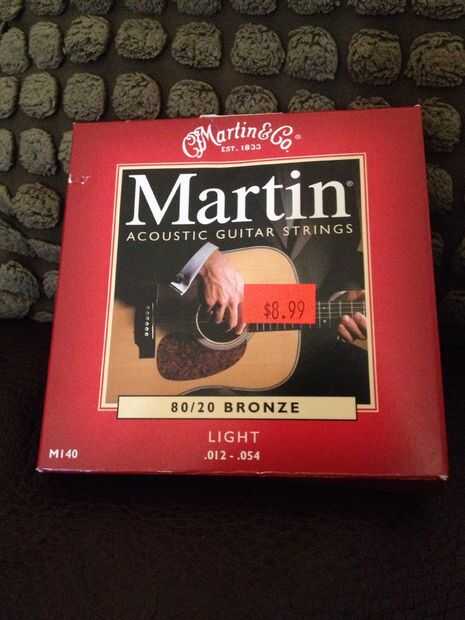 CFMartin & Co.®
EST. 1833
Martin®
ACOUSTIC GUITAR STRINGS
$8.99
80/20 BRONZE
LIGHT
M140
.012 - .054